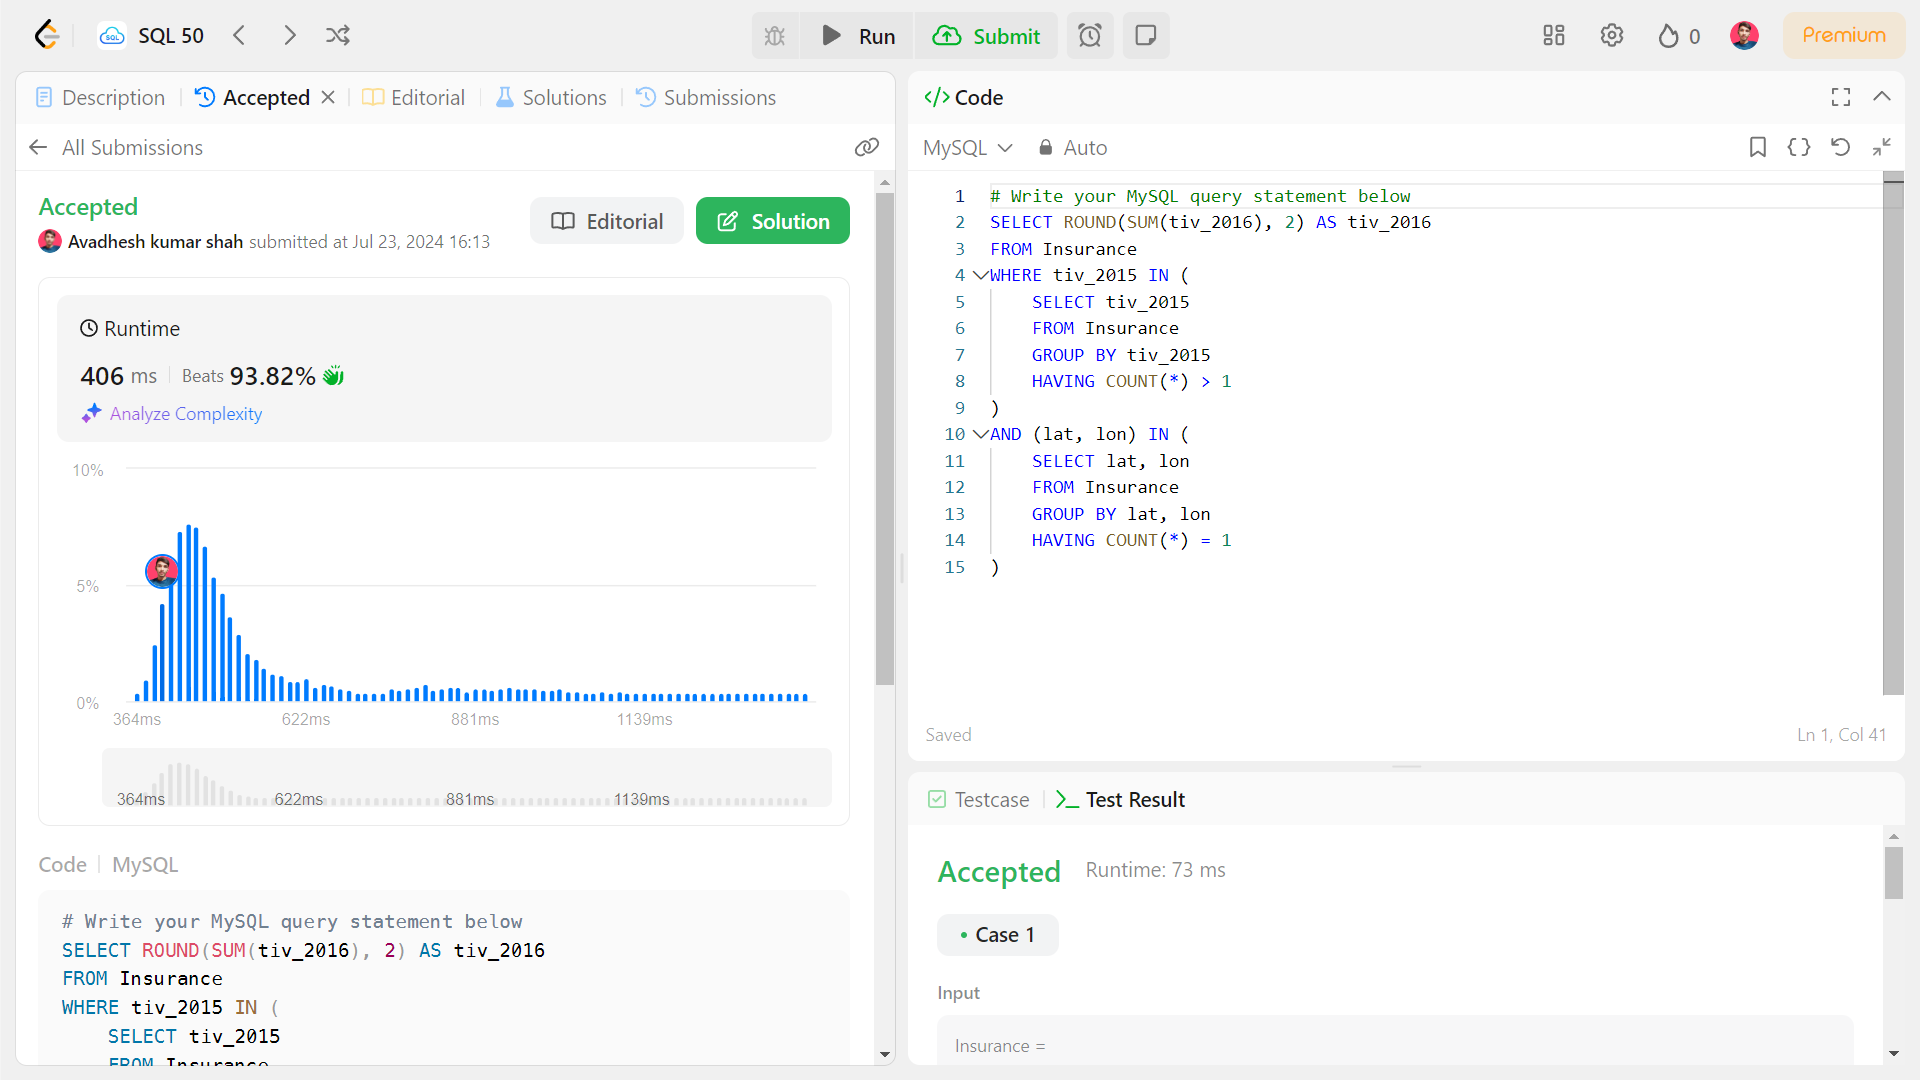 SQL 50
Run
Submit
0
Premium
Description
Accepted
Editorial
Solutions
Submissions
All Submissions
Accepted
Avadhesh kumar shah submitted at Jul 23, 2024 16:13
Editorial
Solution
Runtime
406 ms
Beats 93.82%
Analyze Complexity
10%
5%
0%
364ms 622ms 881ms 1139ms
364ms 622ms 881ms 1139ms
Code
MySQL
# Write your MySQL query statement below
SELECT ROUND(SUM(tiv_2016), 2) AS tiv_2016
FROM Insurance
WHERE tiv_2015 IN (
    SELECT tiv_2015
    FROM Insurance
</> Code
MySQL
Auto
1 # Write your MySQL query statement below
2 SELECT ROUND(SUM(tiv_2016), 2) AS tiv_2016
3 FROM Insurance
4 WHERE tiv_2015 IN (
5     SELECT tiv_2015
6     FROM Insurance
7     GROUP BY tiv_2015
8     HAVING COUNT(*) > 1
9 )
10 AND (lat, lon) IN (
11     SELECT lat, lon
12     FROM Insurance
13     GROUP BY lat, lon
14     HAVING COUNT(*) = 1
15 )
Saved
Ln 1, Col 41
Testcase
Test Result
Accepted
Runtime: 73 ms
• Case 1
Input
Insurance =